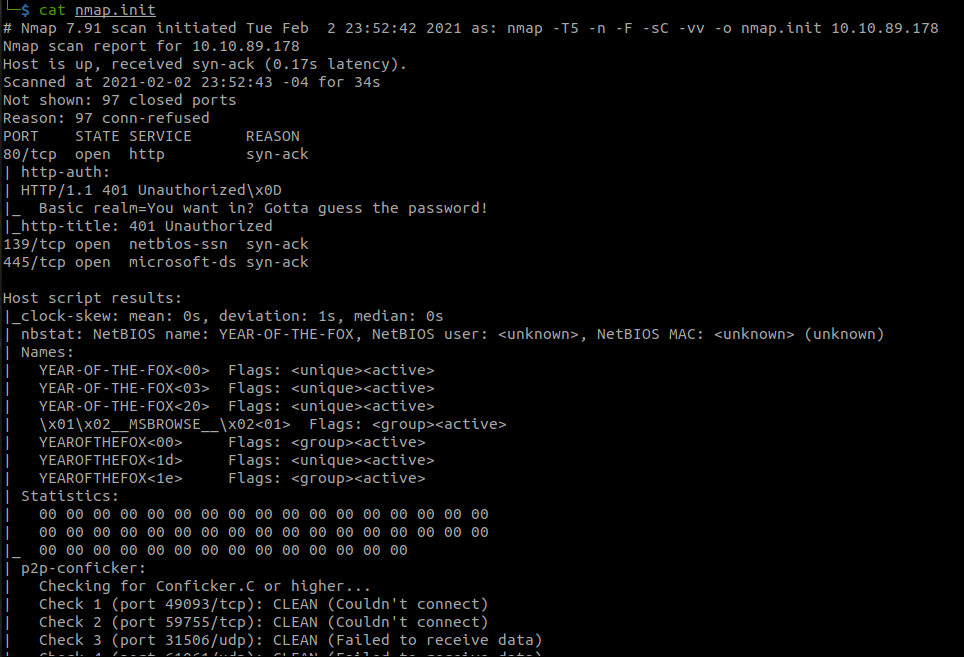 └─$ cat nmap.init
# Nmap 7.91 scan initiated Tue Feb  2 23:52:42 2021 as: nmap -T5 -n -F -sC -vv -o nmap.init 10.10.89.178
Nmap scan report for 10.10.89.178
Host is up, received syn-ack (0.17s latency).
Scanned at 2021-02-02 23:52:43 -04 for 34s
Not shown: 97 closed ports
Reason: 97 conn-refused
PORT    STATE SERVICE      REASON
80/tcp  open  http         syn-ack
| http-auth:
| HTTP/1.1 401 Unauthorized\x0D
|_  Basic realm=You want in? Gotta guess the password!
|_http-title: 401 Unauthorized
139/tcp open  netbios-ssn  syn-ack
445/tcp open  microsoft-ds syn-ack

Host script results:
|_clock-skew: mean: 0s, deviation: 1s, median: 0s
| nbstat: NetBIOS name: YEAR-OF-THE-FOX, NetBIOS user: <unknown>, NetBIOS MAC: <unknown> (unknown)
| Names:
|   YEAR-OF-THE-FOX<00>  Flags: <unique><active>
|   YEAR-OF-THE-FOX<03>  Flags: <unique><active>
|   YEAR-OF-THE-FOX<20>  Flags: <unique><active>
|   \x01\x02__MSBROWSE__\x02<01>  Flags: <group><active>
|   YEAROFTHEFOX<00>     Flags: <group><active>
|   YEAROFTHEFOX<1d>     Flags: <unique><active>
|   YEAROFTHEFOX<1e>     Flags: <group><active>
| Statistics:
|   00 00 00 00 00 00 00 00 00 00 00 00 00 00 00 00 00
|   00 00 00 00 00 00 00 00 00 00 00 00 00 00 00 00 00
|_  00 00 00 00 00 00 00 00 00 00 00 00 00 00
| p2p-conficker:
|   Checking for Conficker.C or higher...
|   Check 1 (port 49093/tcp): CLEAN (Couldn't connect)
|   Check 2 (port 59755/tcp): CLEAN (Couldn't connect)
|   Check 3 (port 31506/udp): CLEAN (Failed to receive data)